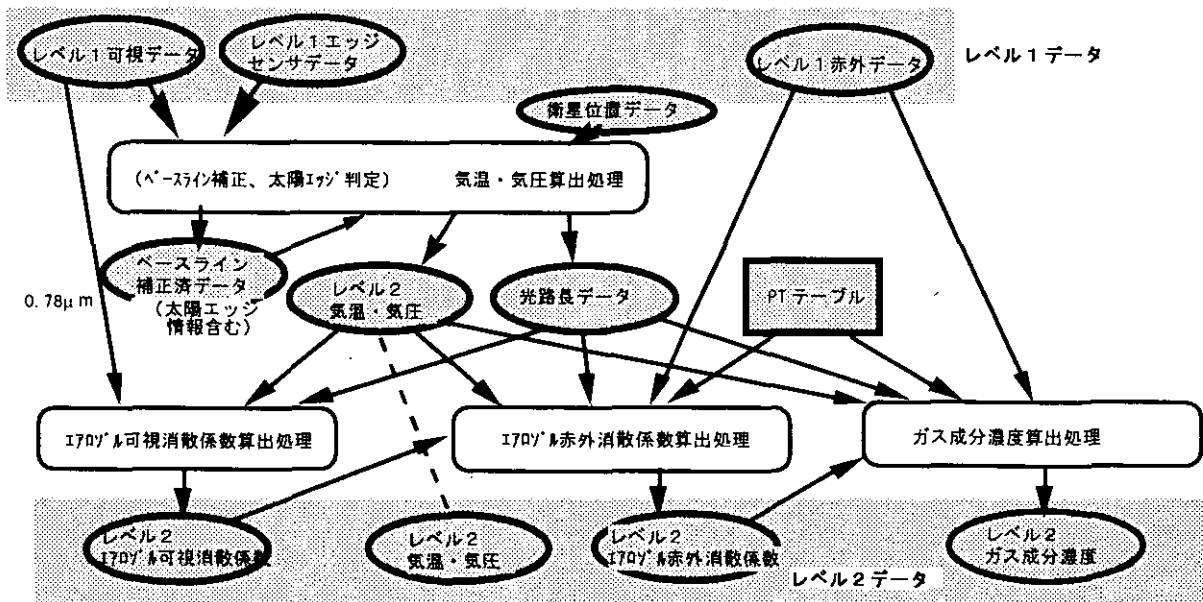 レベル1可視データ
レベル1エッジ
センサデータ
レベル1赤外データ
レベル1データ
衛星位置データ
(ベースライン補正、太陽エッジ判定)
気温・気圧算出処理
ベースライン
補正済データ
(太陽エッジ
情報含む)
0.78μm
レベル2
気温・気圧
光路長データ
PTテーブル
エアロゾル可視消散係数算出処理
エアロゾル赤外消散係数算出処理
ガス成分濃度算出処理
レベル2
エアロゾル可視消散係数
レベル2
気温・気圧
レベル2
エアロゾル赤外消散係数
レベル2
ガス成分濃度
レベル2データ